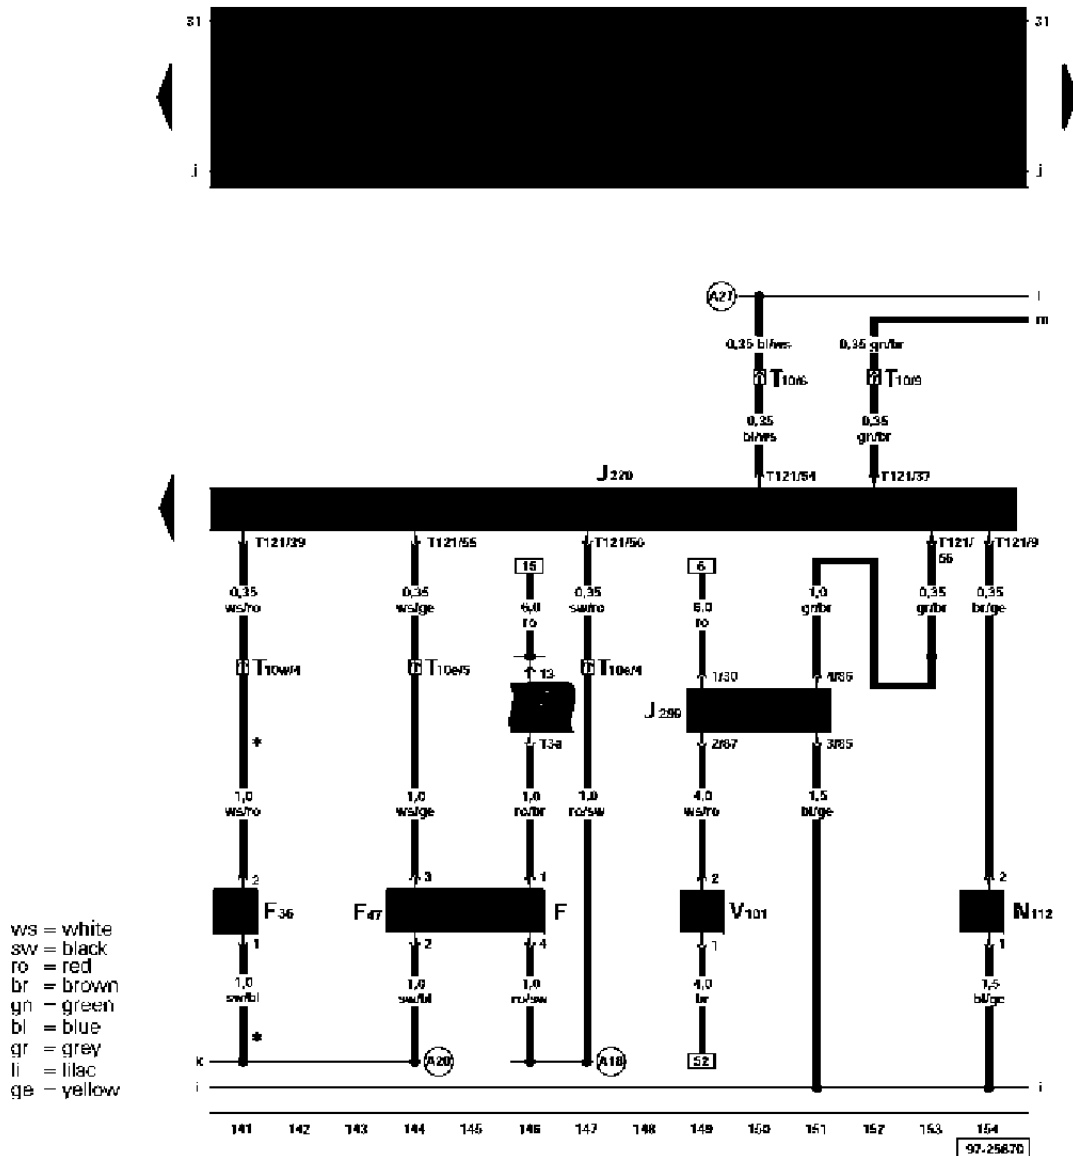 31 31
j j
A27 l
m
0,35 bl/ws 0,35 gn/br
T10/6 T10/9
0,35 0,35
bl/ws gn/br
J220 T121/54 T121/37
T121/39 T121/55 T121/56 T121/ T121/9
15 6 56
0,35 0,35 6,0 0,35 6,0 1,0 0,35 0,35
ws/ro ws/ge ro sw/ro ro gn/br gn/br br/ge
T10w/4 T10e/5 13 T10e/4 1/30 4/86
J299
* T3a 2/87 3/85
1,0 1,0 1,0 1,0 4,0 1,5
ws/ro ws/ge ro/br ro/sw ws/ro bl/ge
2 3 1 2 2
F36 F47 F V101 N112
1 2 4 1 1
1,0 1,0 1,0 4,0 1,5
sw/bl sw/bl ro/sw br bl/ge
*
k A20 A18 52
i i
141 142 143 144 145 146 147 148 149 150 151 152 153 154
97-25670
ws = white
sw = black
ro = red
br = brown
gn = green
bl = blue
gr = grey
li = lilac
ge = yellow